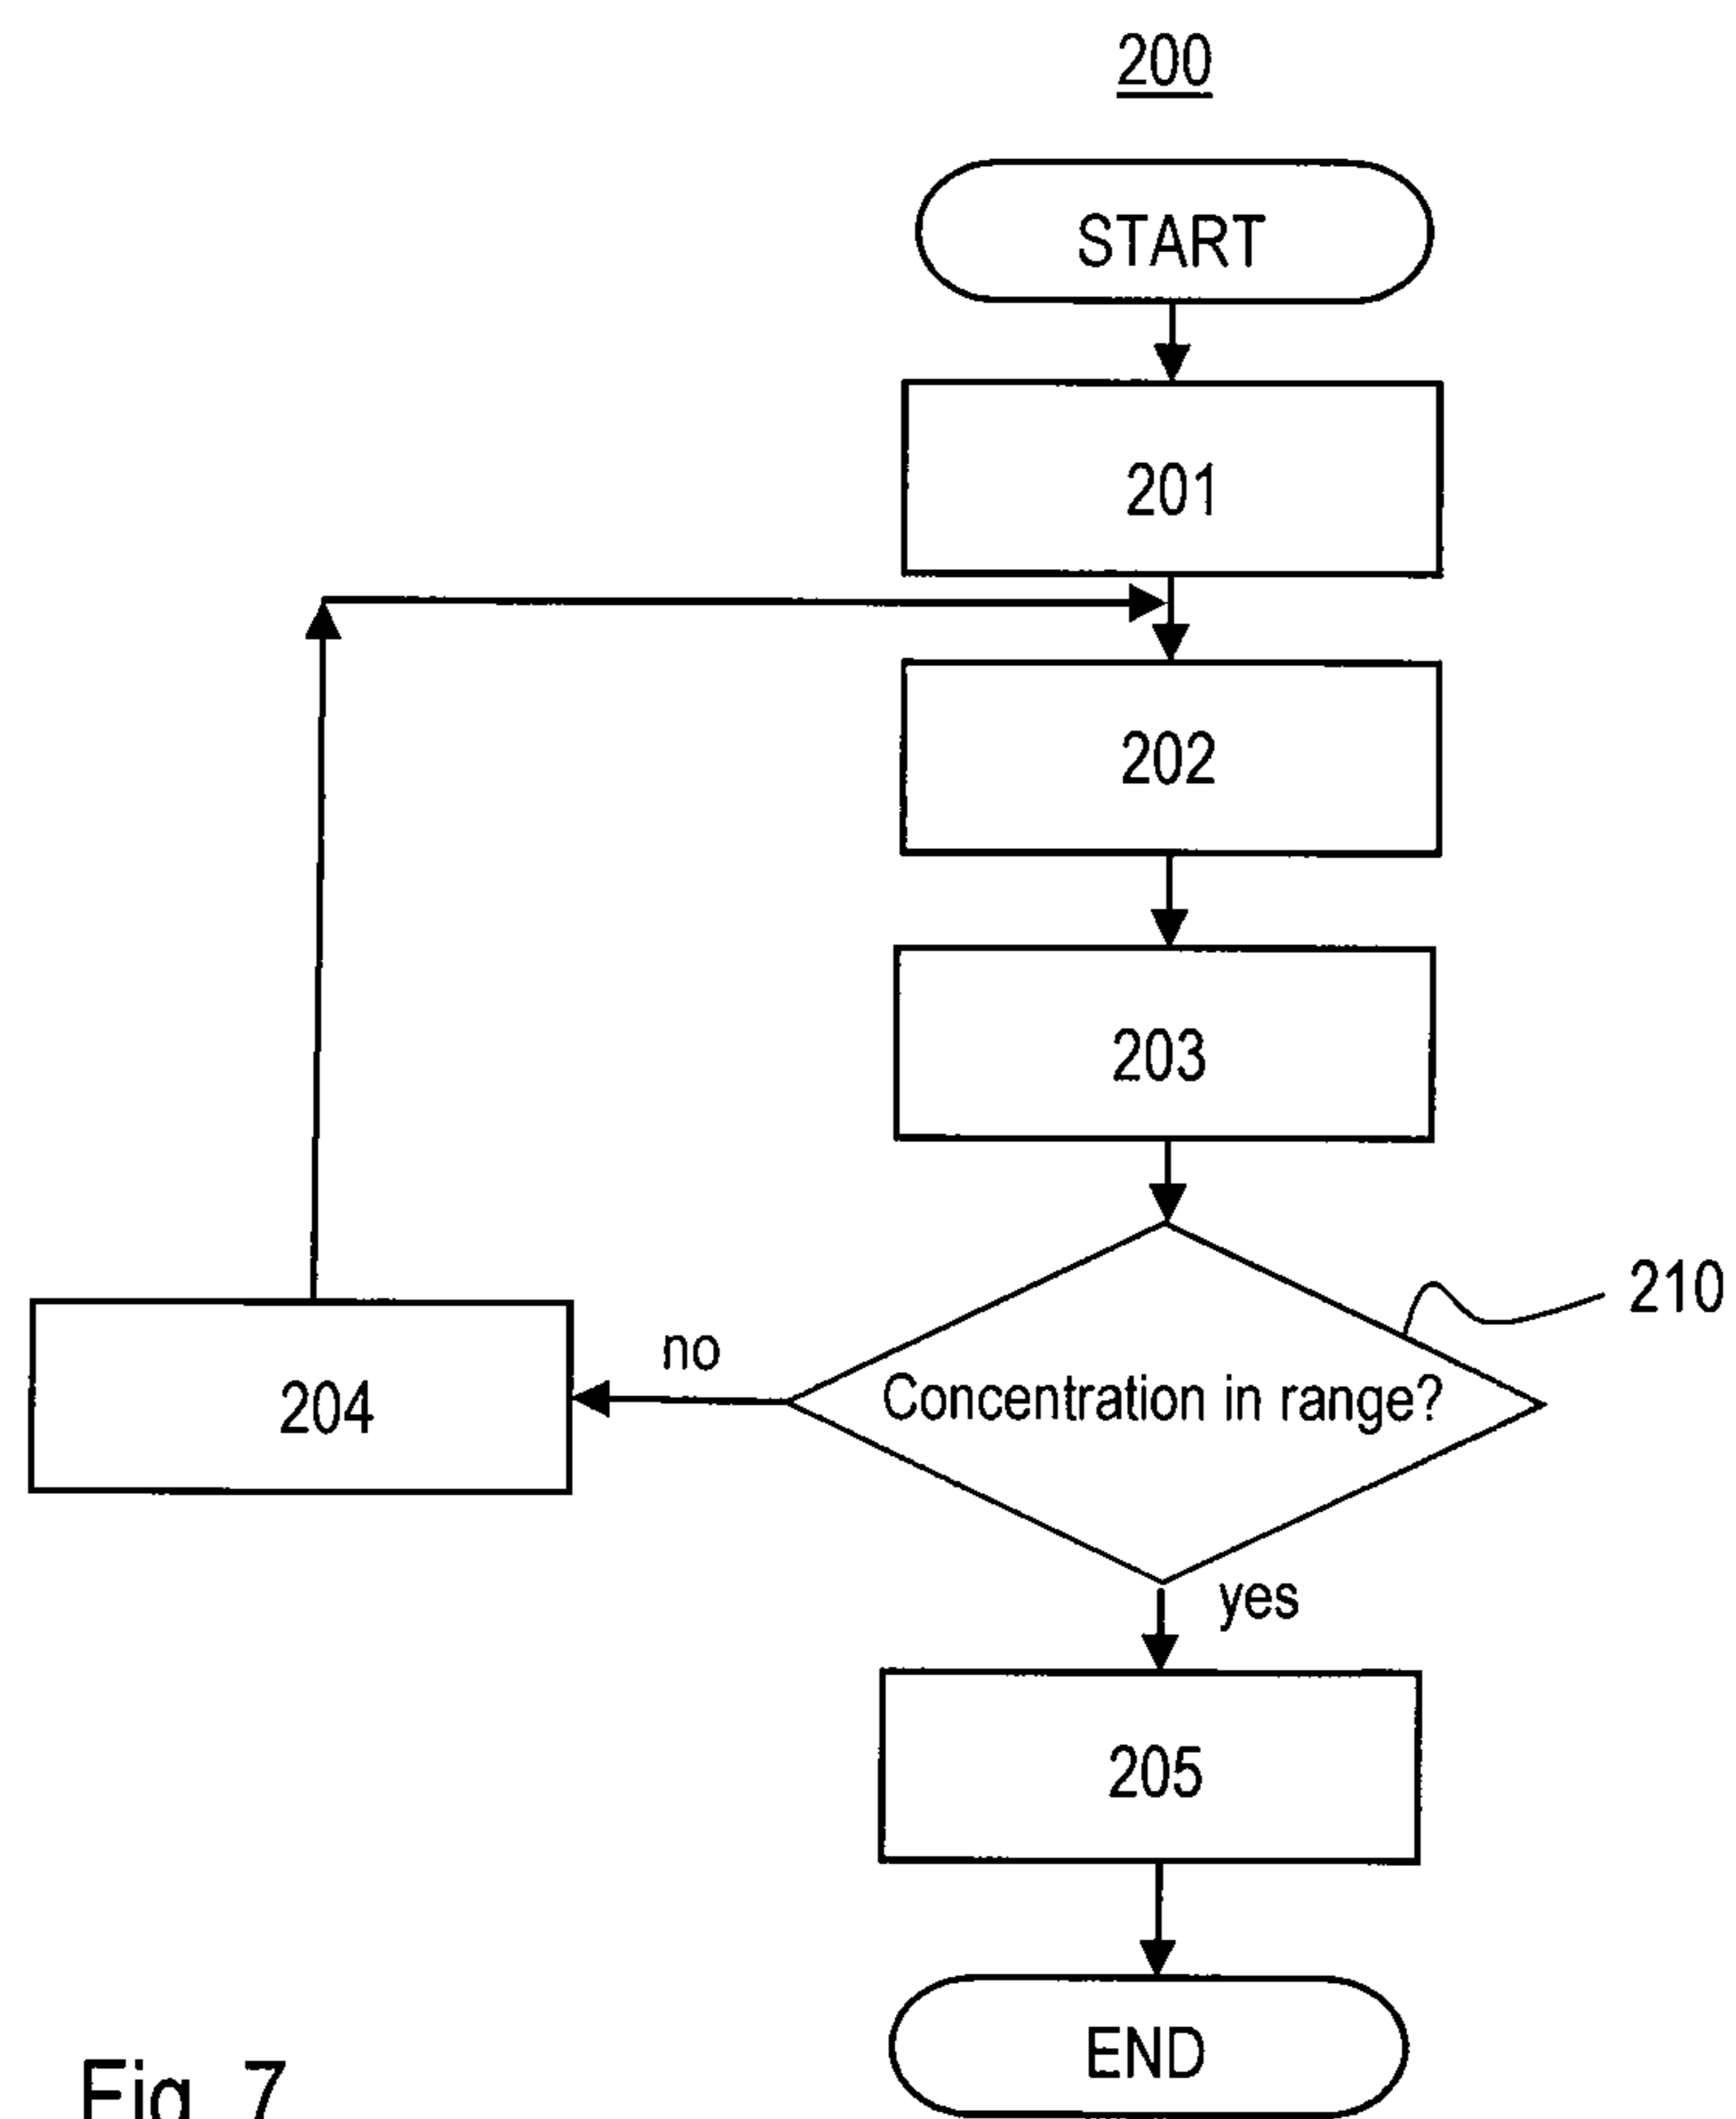 200
START
201
202
203
210
Concentration in range?
no
204
yes
205
END
Fig. 7